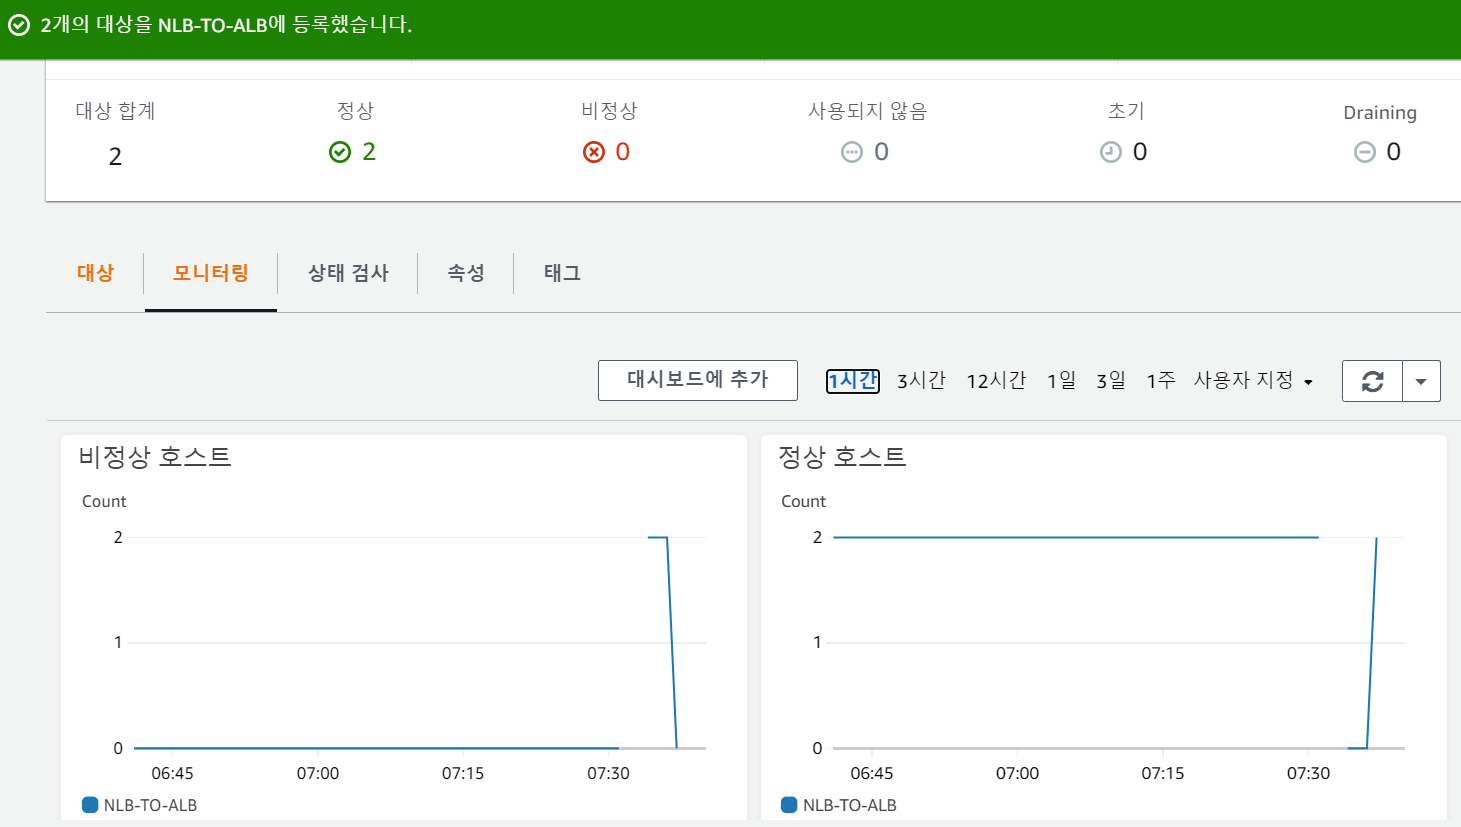 2개의 대상을 NLB-TO-ALB에 등록했습니다.
대상 합계 정상 비정상 사용되지 않음 초기 Draining
2 2 0 0 0 0
대상 모니터링 상태 검사 속성 태그
대시보드에 추가 1시간 3시간 12시간 1일 3일 1주 사용자 지정
비정상 호스트
Count
2
1
0
06:45 07:00 07:15 07:30
NLB-TO-ALB
정상 호스트
Count
2
1
0
06:45 07:00 07:15 07:30
NLB-TO-ALB